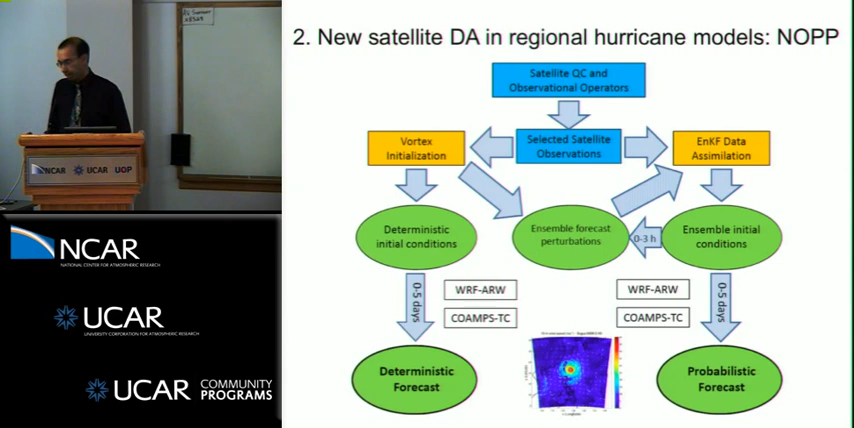 2. New satellite DA in regional hurricane models: NOPP
Satellite QC and
Observational Operators
Vortex
Initialization
Selected Satellite
Observations
EnKF Data
Assimilation
Deterministic
initial conditions
Ensemble forecast
perturbations
0-3 h
Ensemble initial
conditions
0-5 days
WRF-ARW
COAMPS-TC
WRF-ARW
COAMPS-TC
0-5 days
Deterministic
Forecast
Probabilistic
Forecast
NCAR UCAR UOP
NCAR
NATIONAL CENTER FOR ATMOSPHERIC RESEARCH
UCAR
UNIVERSITY CORPORATION FOR ATMOSPHERIC RESEARCH
UCAR COMMUNITY
PROGRAMS